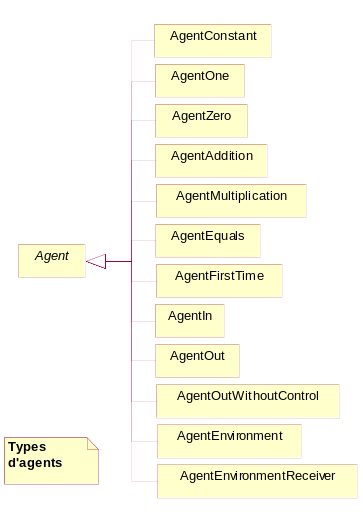 AgentConstant
AgentOne
AgentZero
AgentAddition
AgentMultiplication
AgentEquals
Agent
AgentFirstTime
AgentIn
AgentOut
AgentOutWithoutControl
AgentEnvironment
AgentEnvironmentReceiver
Types
d'agents